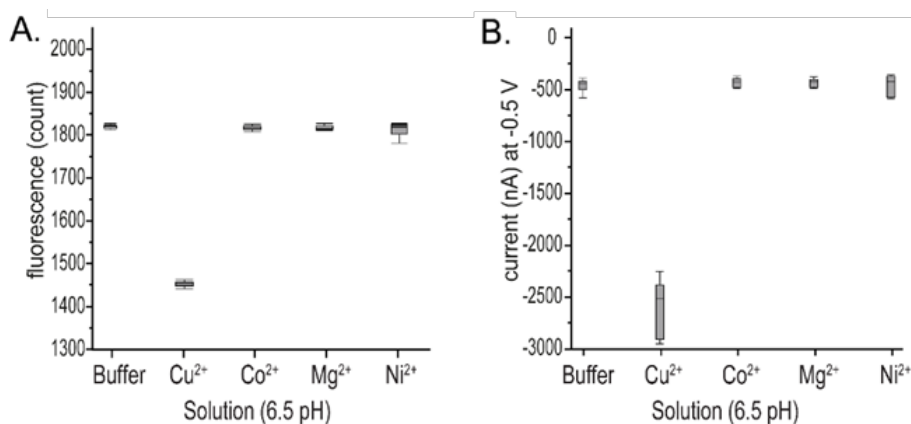 A.
fluorescence (count)
2000
1900
1800
1700
1600
1500
1400
1300
Buffer Cu²⁺ Co²⁺ Mg²⁺ Ni²⁺
Solution (6.5 pH)
B.
current (nA) at -0.5 V
0
-500
-1000
-1500
-2000
-2500
-3000
Buffer Cu²⁺ Co²⁺ Mg²⁺ Ni²⁺
Solution (6.5 pH)